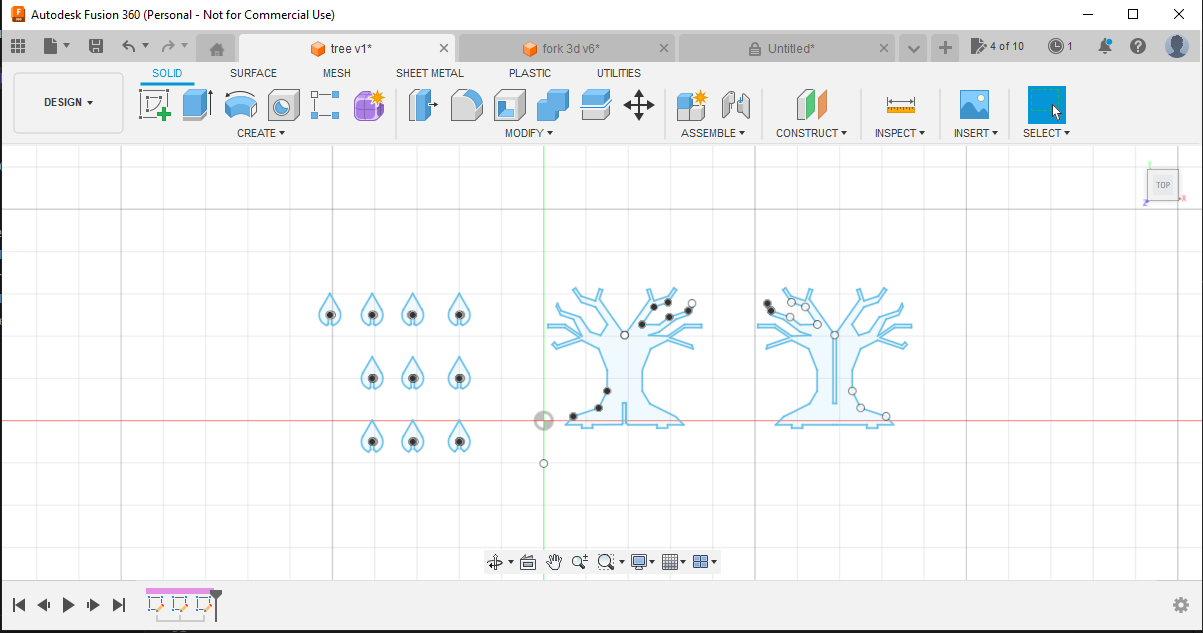 Autodesk Fusion 360 (Personal - Not for Commercial Use)
tree v1*
fork 3d v6*
Untitled*
4 of 10
1
DESIGN
SOLID
SURFACE
MESH
SHEET METAL
PLASTIC
UTILITIES
CREATE
MODIFY
ASSEMBLE
CONSTRUCT
INSPECT
INSERT
SELECT
Y
TOP
Z
X